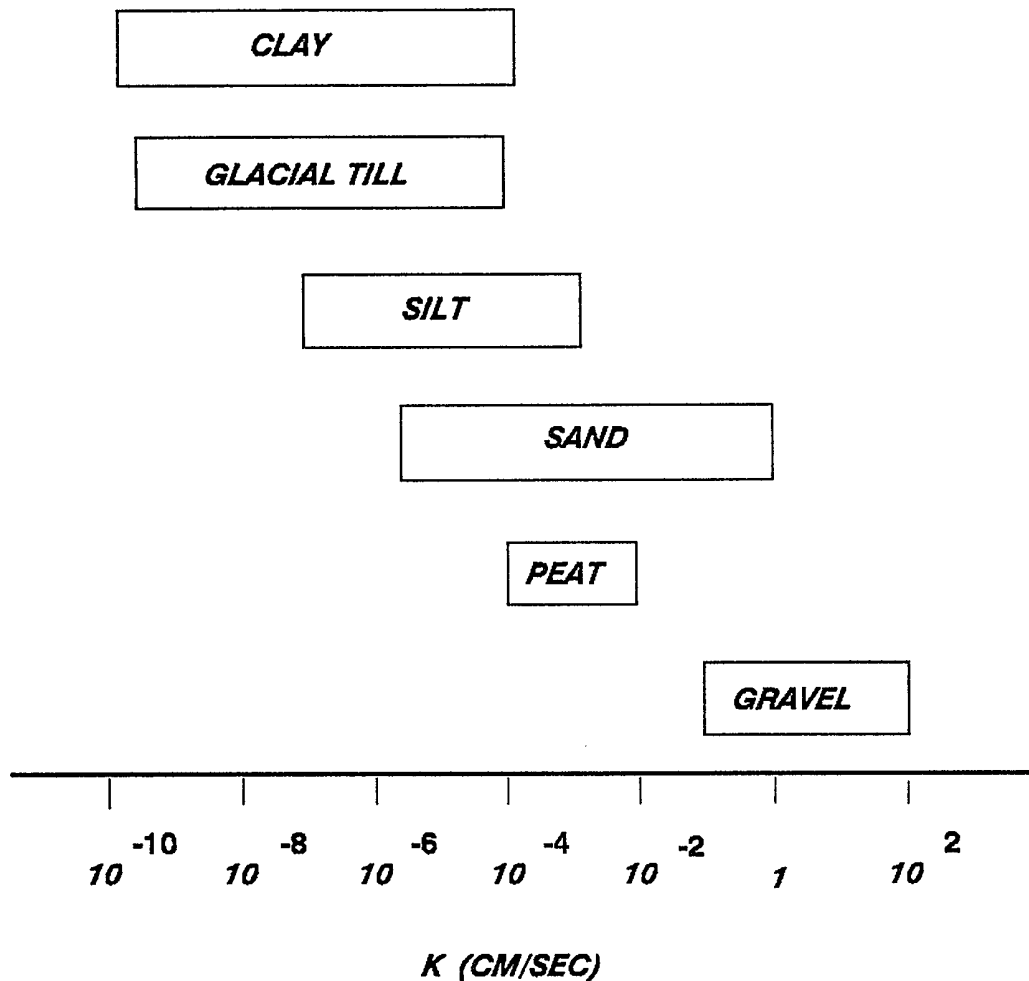 CLAY
GLACIAL TILL
SILT
SAND
PEAT
GRAVEL
10^-10 10^-8 10^-6 10^-4 10^-2 1 10^2
K (CM/SEC)